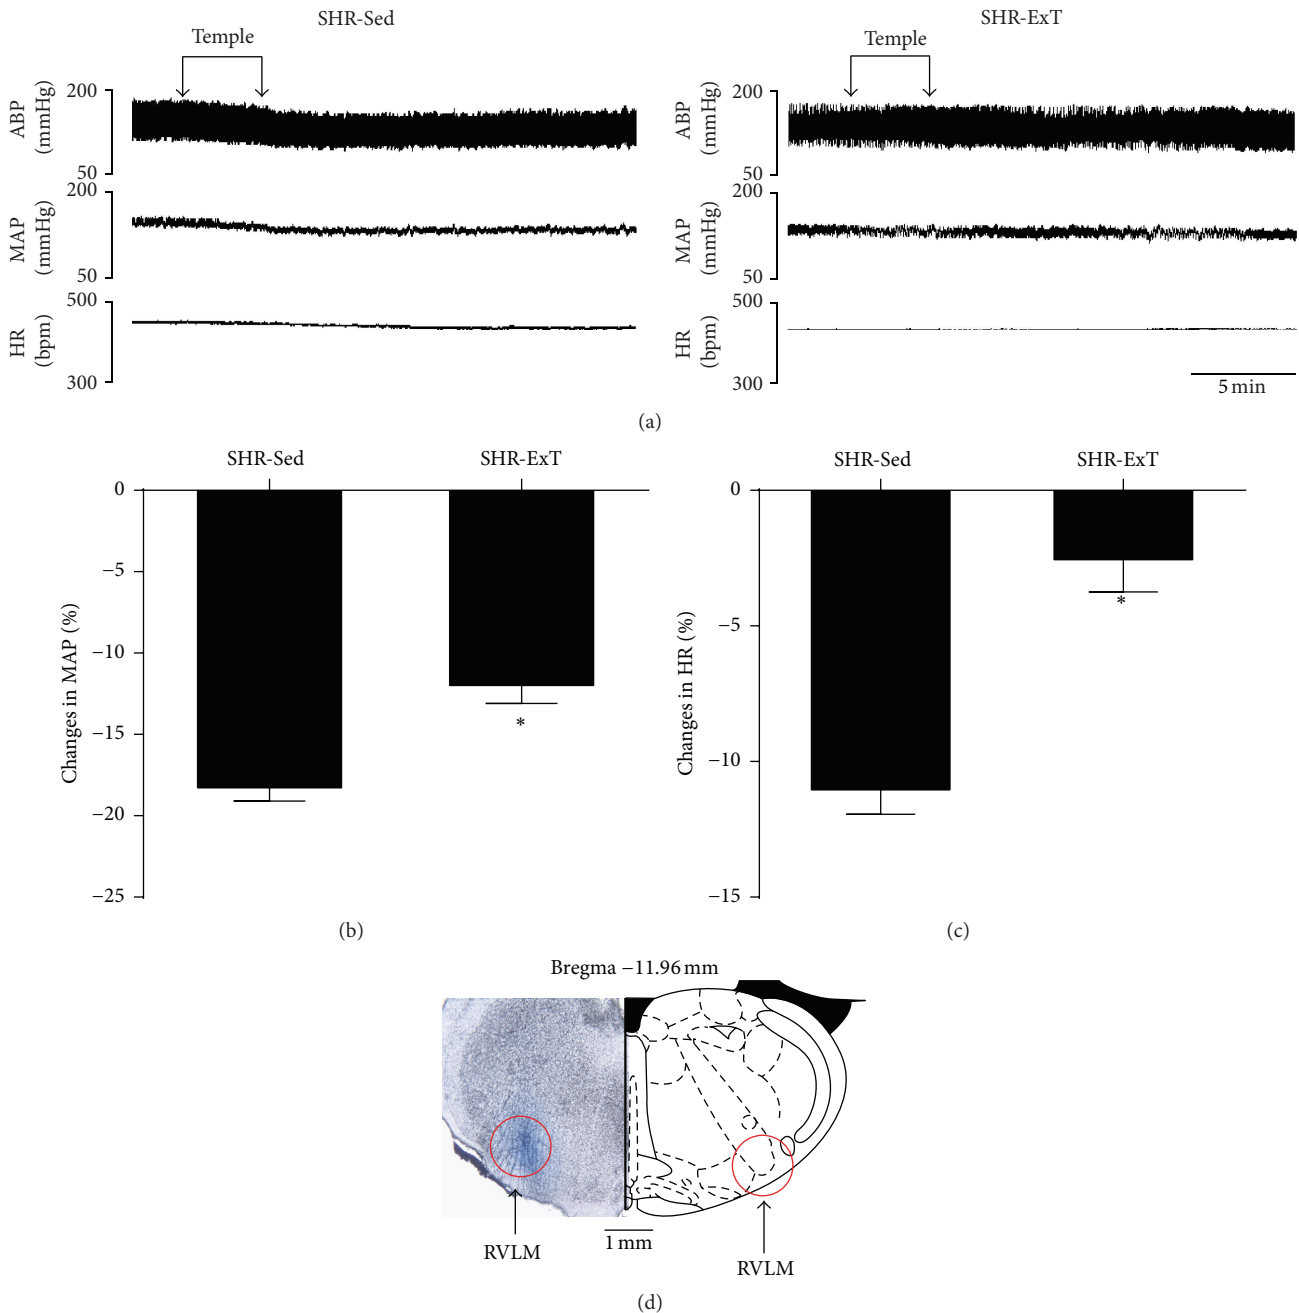 SHR-Sed
SHR-ExT
Temple
Temple
ABP
(mmHg)
200
50
MAP
(mmHg)
200
50
HR
(bpm)
500
300
ABP
(mmHg)
200
50
MAP
(mmHg)
200
50
HR
(bpm)
500
300
5 min
(a)
SHR-Sed
SHR-ExT
0
−5
−10
−15
−20
−25
Changes in MAP (%)
*
(b)
SHR-Sed
SHR-ExT
0
−5
−10
−15
Changes in HR (%)
*
(c)
Bregma −11.96 mm
RVLM
1 mm
RVLM
(d)